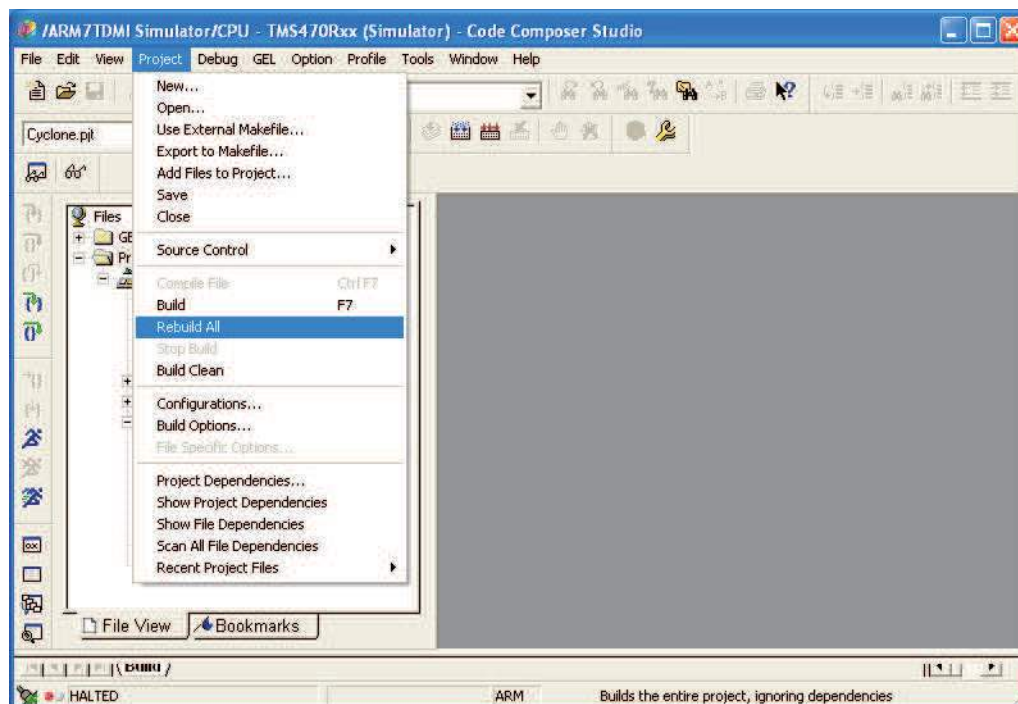 /ARM7TDMI Simulator/CPU - TMS470Rxx (Simulator) - Code Composer Studio
File Edit View Project Debug GEL Option Profile Tools Window Help
New...
Open...
Cyclone.pjt
Use External Makefile...
Export to Makefile...
Add Files to Project...
Save
Files
Close
GE
Source Control
Pr
Compile File Ctrl F7
Build F7
Rebuild All
Stop Build
Build Clean
Configurations...
Build Options...
File Specific Options...
Project Dependencies...
Show Project Dependencies
Show File Dependencies
Scan All File Dependencies
Recent Project Files
File View Bookmarks
Build
HALTED ARM Builds the entire project, ignoring dependencies